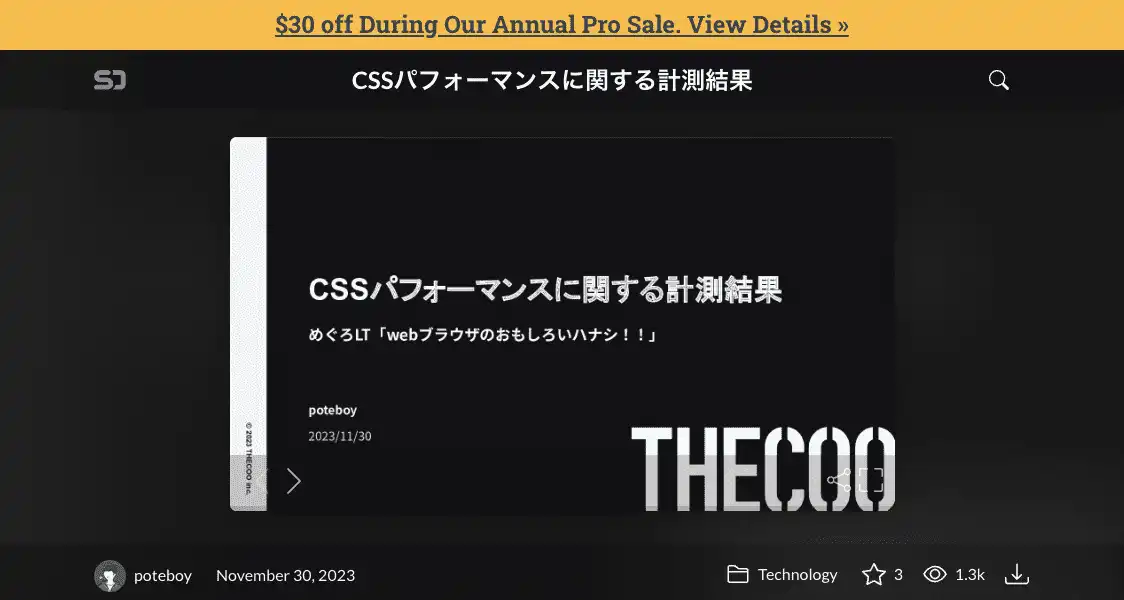 $30 off During Our Annual Pro Sale. View Details »
SD
CSSパフォーマンスに関する計測結果
CSSパフォーマンスに関する計測結果
めぐろLT「webブラウザのおもしろいハナシ！！」
poteboy
2023/11/30
© 2023 THECOO Inc.
THECOO
poteboy
November 30, 2023
Technology
3
1.3k